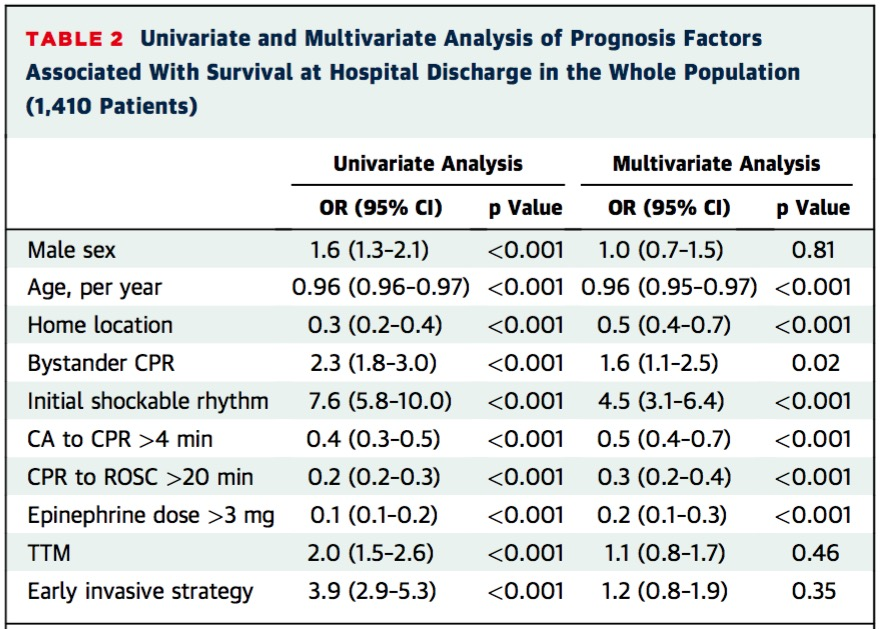 TABLE 2 Univariate and Multivariate Analysis of Prognosis Factors
Associated With Survival at Hospital Discharge in the Whole Population
(1,410 Patients)
Univariate Analysis Multivariate Analysis
OR (95% CI) p Value OR (95% CI) p Value
Male sex 1.6 (1.3–2.1) <0.001 1.0 (0.7–1.5) 0.81
Age, per year 0.96 (0.96–0.97) <0.001 0.96 (0.95–0.97) <0.001
Home location 0.3 (0.2–0.4) <0.001 0.5 (0.4–0.7) <0.001
Bystander CPR 2.3 (1.8–3.0) <0.001 1.6 (1.1–2.5) 0.02
Initial shockable rhythm 7.6 (5.8–10.0) <0.001 4.5 (3.1–6.4) <0.001
CA to CPR >4 min 0.4 (0.3–0.5) <0.001 0.5 (0.4–0.7) <0.001
CPR to ROSC >20 min 0.2 (0.2–0.3) <0.001 0.3 (0.2–0.4) <0.001
Epinephrine dose >3 mg 0.1 (0.1–0.2) <0.001 0.2 (0.1–0.3) <0.001
TTM 2.0 (1.5–2.6) <0.001 1.1 (0.8–1.7) 0.46
Early invasive strategy 3.9 (2.9–5.3) <0.001 1.2 (0.8–1.9) 0.35